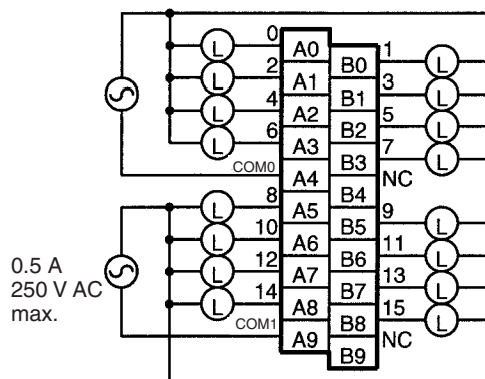 0 L A0 B0 1 L
2 L A1 B1 3 L
4 L A2 B2 5 L
6 L A3 B3 7 L
COM0 A4 B4 NC
8 L A5 B5 9 L
10 L A6 B6 11 L
12 L A7 B7 13 L
14 L A8 B8 15 L
COM1 A9 B9 NC
0.5 A
250 V AC
max.